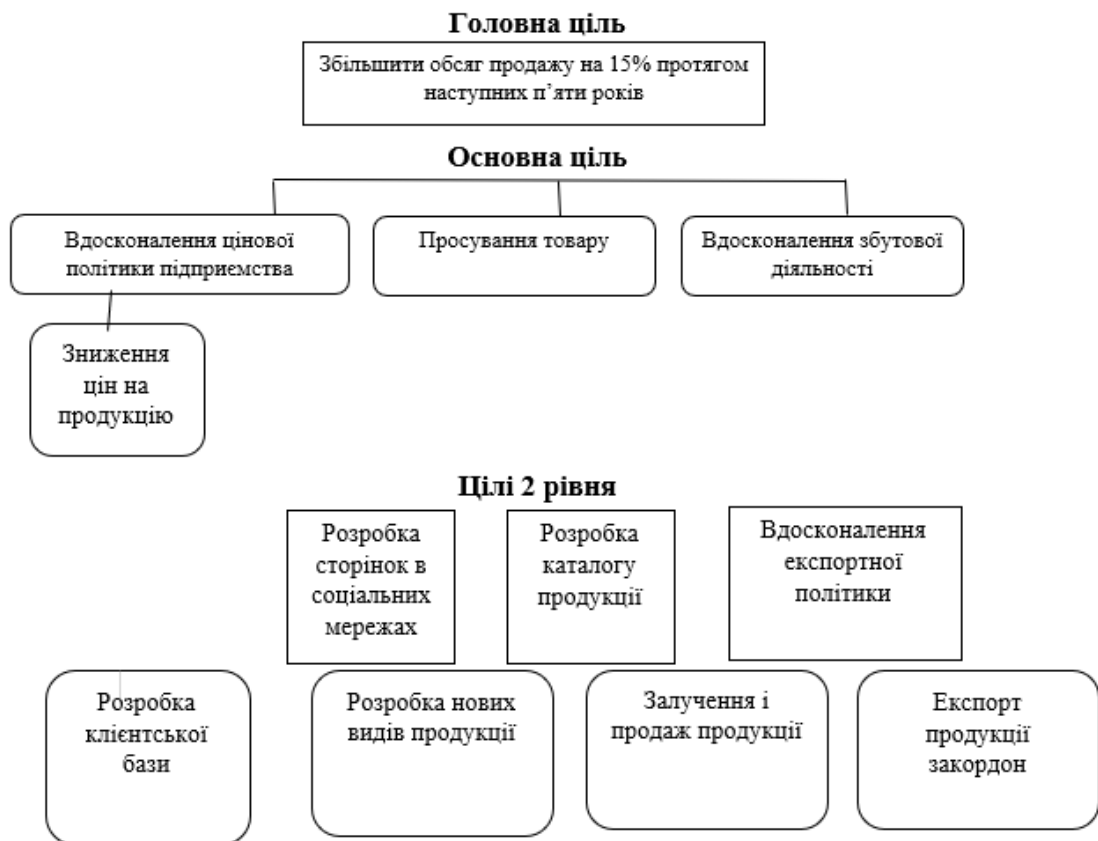 Головна ціль
Збільшити обсяг продажу на 15% протягом
наступних п’яти років
Основна ціль
Вдосконалення цінової
політики підприємства
Просування товару
Вдосконалення збутової
діяльності
Зниження
цін на
продукцію
Цілі 2 рівня
Розробка
сторінок в
соціальних
мережах
Розробка
каталогу
продукції
Вдосконалення
експортної
політики
Розробка
клієнтської
бази
Розробка нових
видів продукції
Залучення і
продаж продукції
Експорт
продукції
закордон